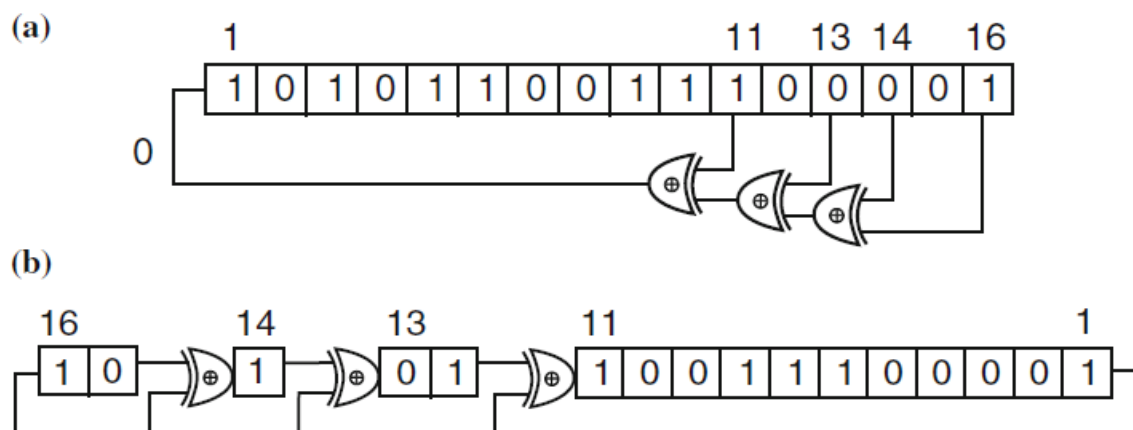 (a)
1 11 13 14 16
1 0 1 0 1 1 0 0 1 1 1 0 0 0 0 1
0
⊕ ⊕ ⊕
(b)
16 14 13 11 1
1 0 ⊕ 1 ⊕ 0 1 ⊕ 1 0 0 1 1 1 0 0 0 0 1